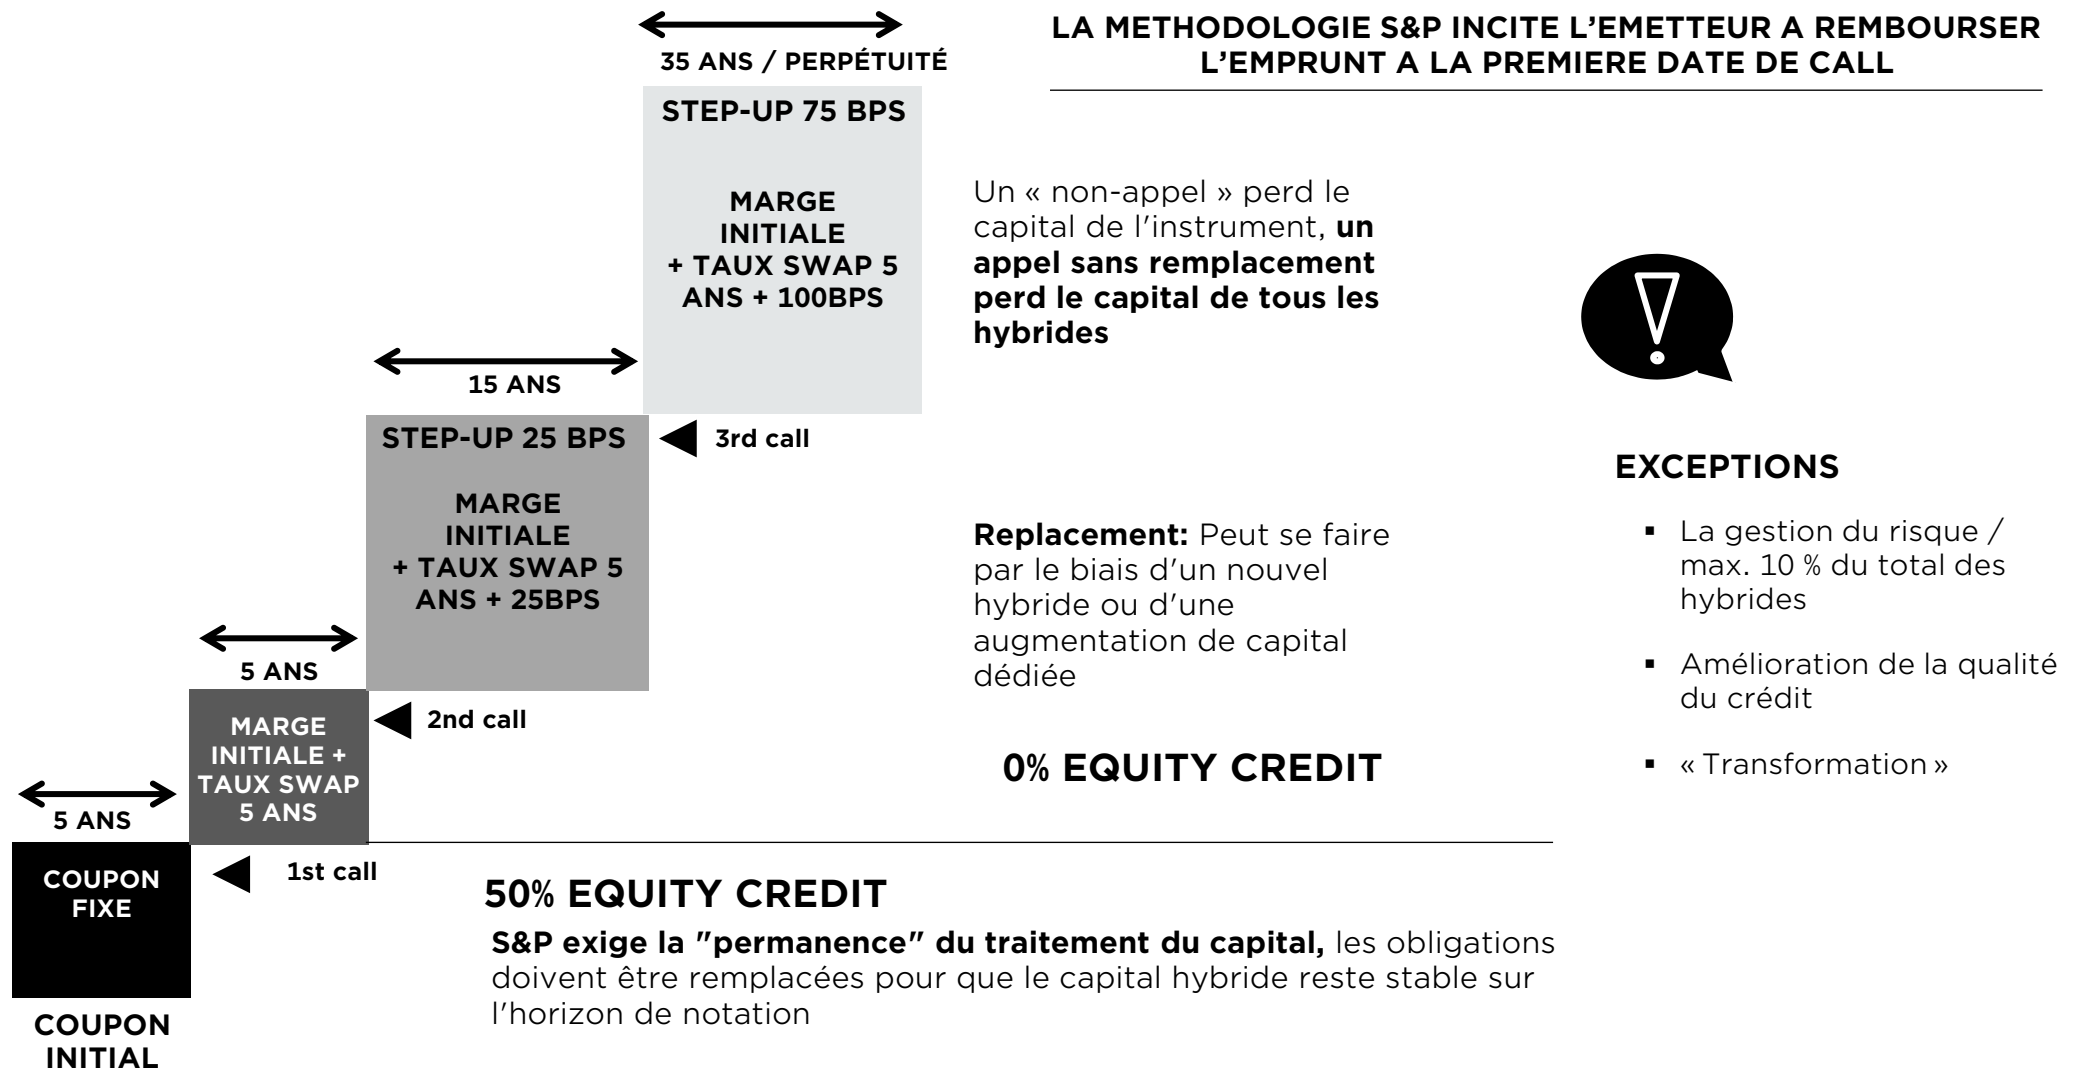 LA METHODOLOGIE S&P INCITE L'EMETTEUR A REMBOURSER
L'EMPRUNT A LA PREMIERE DATE DE CALL
35 ANS / PERPÉTUITÉ
STEP-UP 75 BPS
MARGE
INITIALE
+ TAUX SWAP 5
ANS + 100BPS
15 ANS
STEP-UP 25 BPS
3rd call
MARGE
INITIALE
+ TAUX SWAP 5
ANS + 25BPS
5 ANS
2nd call
MARGE
INITIALE +
TAUX SWAP
5 ANS
5 ANS
1st call
COUPON
FIXE
COUPON
INITIAL
Un « non-appel » perd le
capital de l'instrument, un
appel sans remplacement
perd le capital de tous les
hybrides
Replacement: Peut se faire
par le biais d'un nouvel
hybride ou d'une
augmentation de capital
dédiée
0% EQUITY CREDIT
50% EQUITY CREDIT
S&P exige la "permanence" du traitement du capital, les obligations
doivent être remplacées pour que le capital hybride reste stable sur
l'horizon de notation
EXCEPTIONS
▪ La gestion du risque /
max. 10 % du total des
hybrides
▪ Amélioration de la qualité
du crédit
▪ « Transformation »